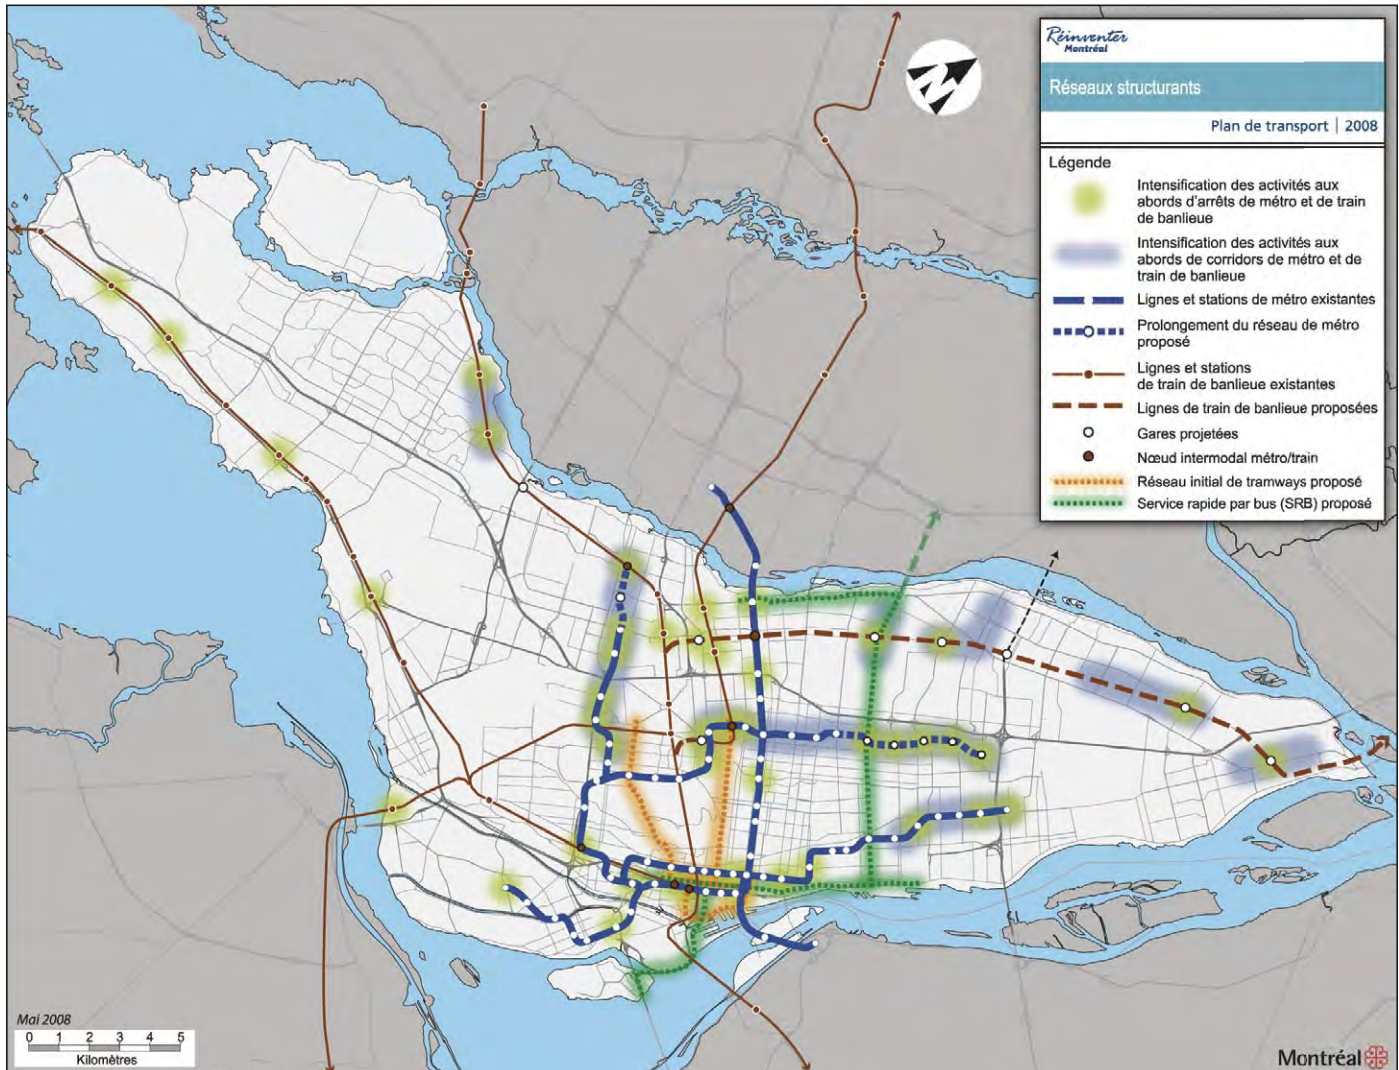 Réinventer
Montréal
Réseaux structurants
Plan de transport | 2008
Légende
Intensification des activités aux
abords d'arrêts de métro et de train
de banlieue
Intensification des activités aux
abords de corridors de métro et de
train de banlieue
Lignes et stations de métro existantes
Prolongement du réseau de métro
proposé
Lignes et stations
de train de banlieue existantes
Lignes de train de banlieue proposées
Gares projetées
Nœud intermodal métro/train
Réseau initial de tramways proposé
Service rapide par bus (SRB) proposé
Mai 2008
0 1 2 3 4 5
Kilomètres
Montréal